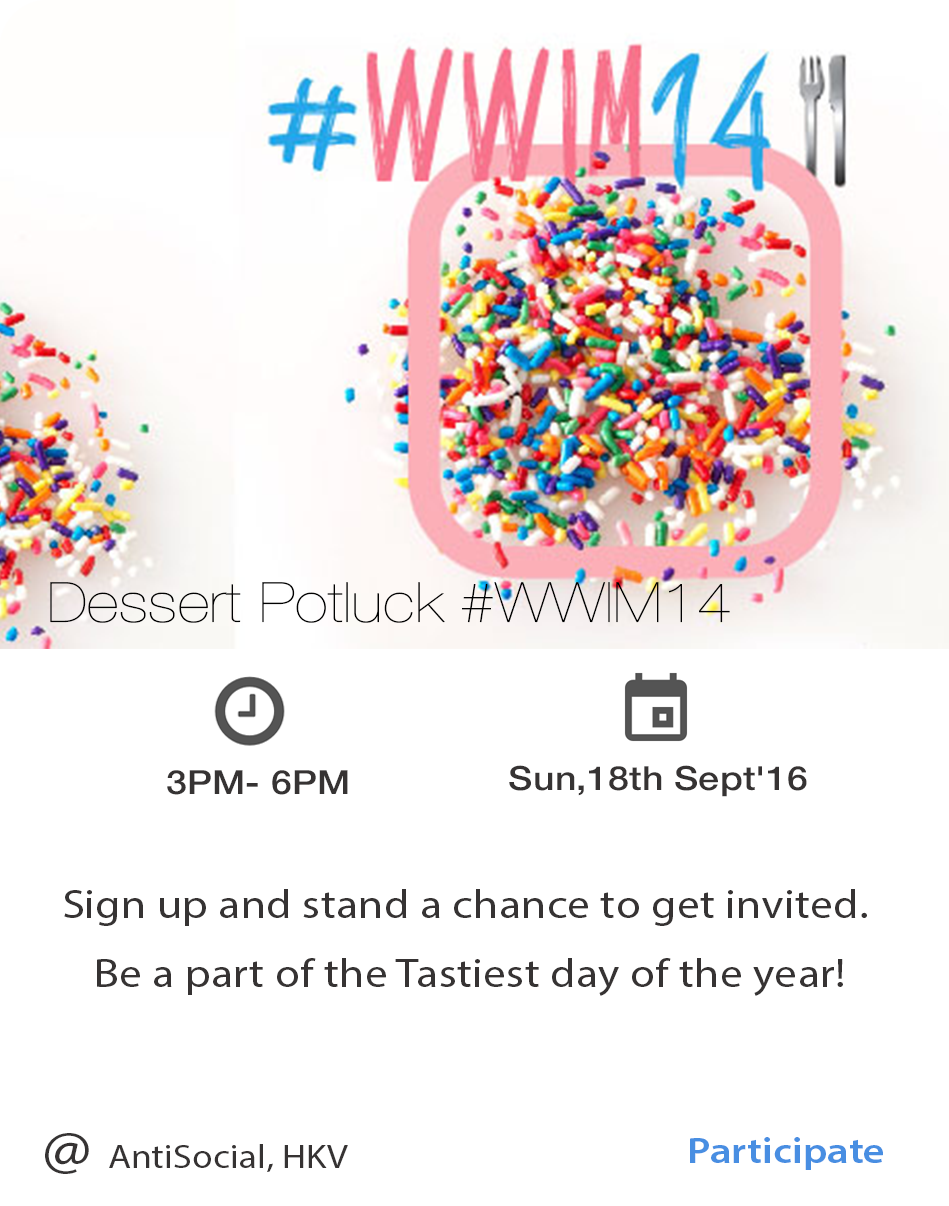 #WWIM14
Dessert Potluck #WWIM14
3PM- 6PM
Sun,18th Sept'16
Sign up and stand a chance to get invited.
Be a part of the Tastiest day of the year!
@ AntiSocial, HKV
Participate